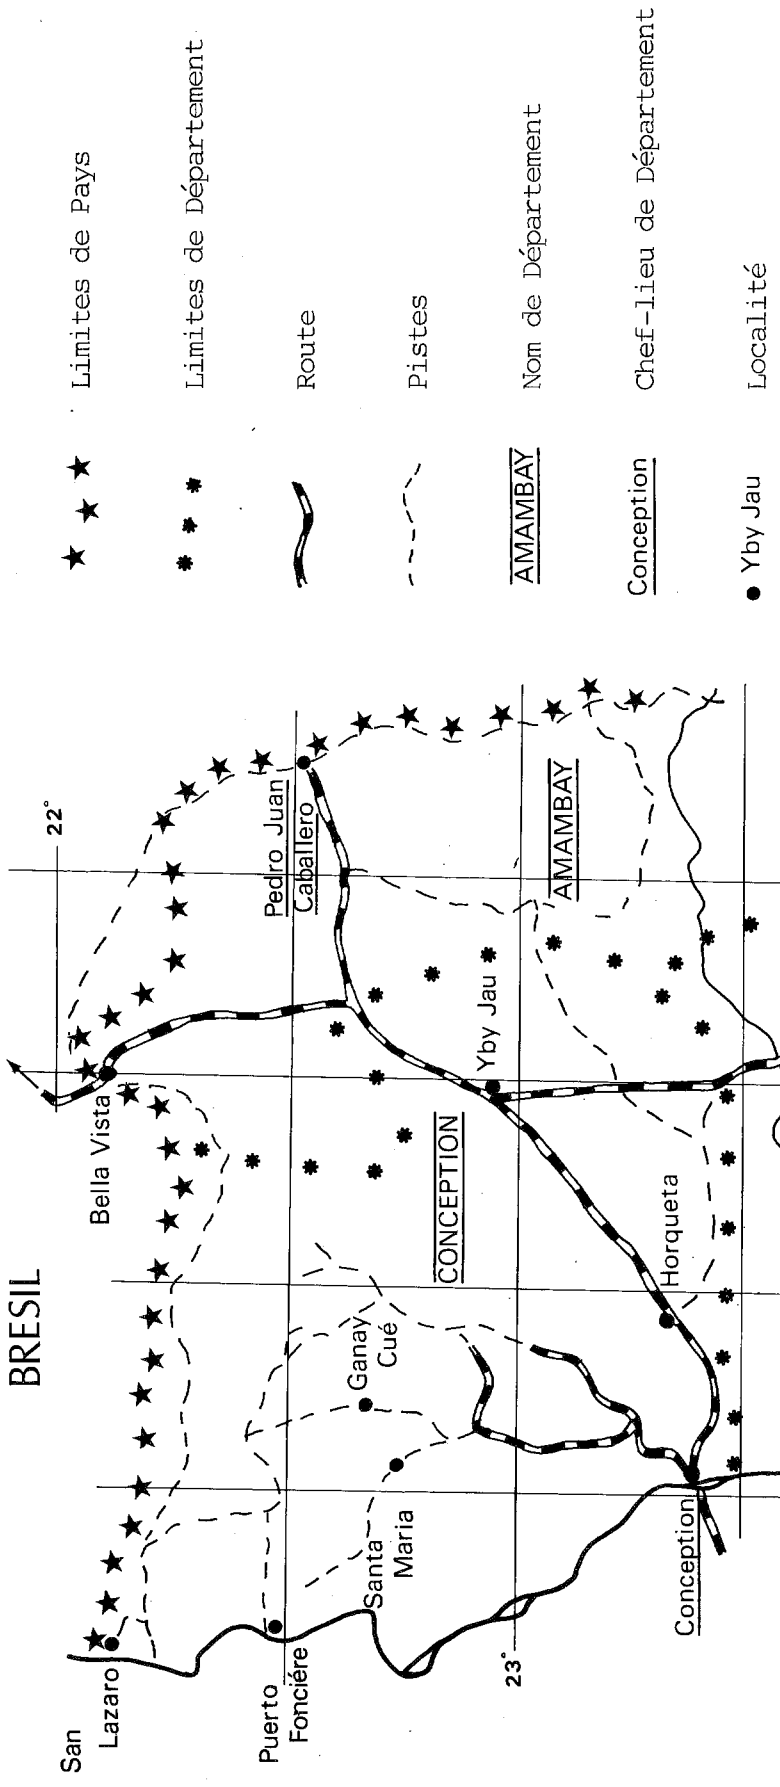 BRESIL
22°
San
Lazaro
Bella Vista
Pedro Juan
Caballero
Puerto
Fonciére
Santa
Maria
Ganay
Cué
CONCEPTION
Yby Jau
AMAMBAY
23°
Conception
Horqueta
Limites de Pays
Limites de Département
Route
Pistes
AMAMBAY
Nom de Département
Conception
Chef-lieu de Département
Yby Jau
Localité